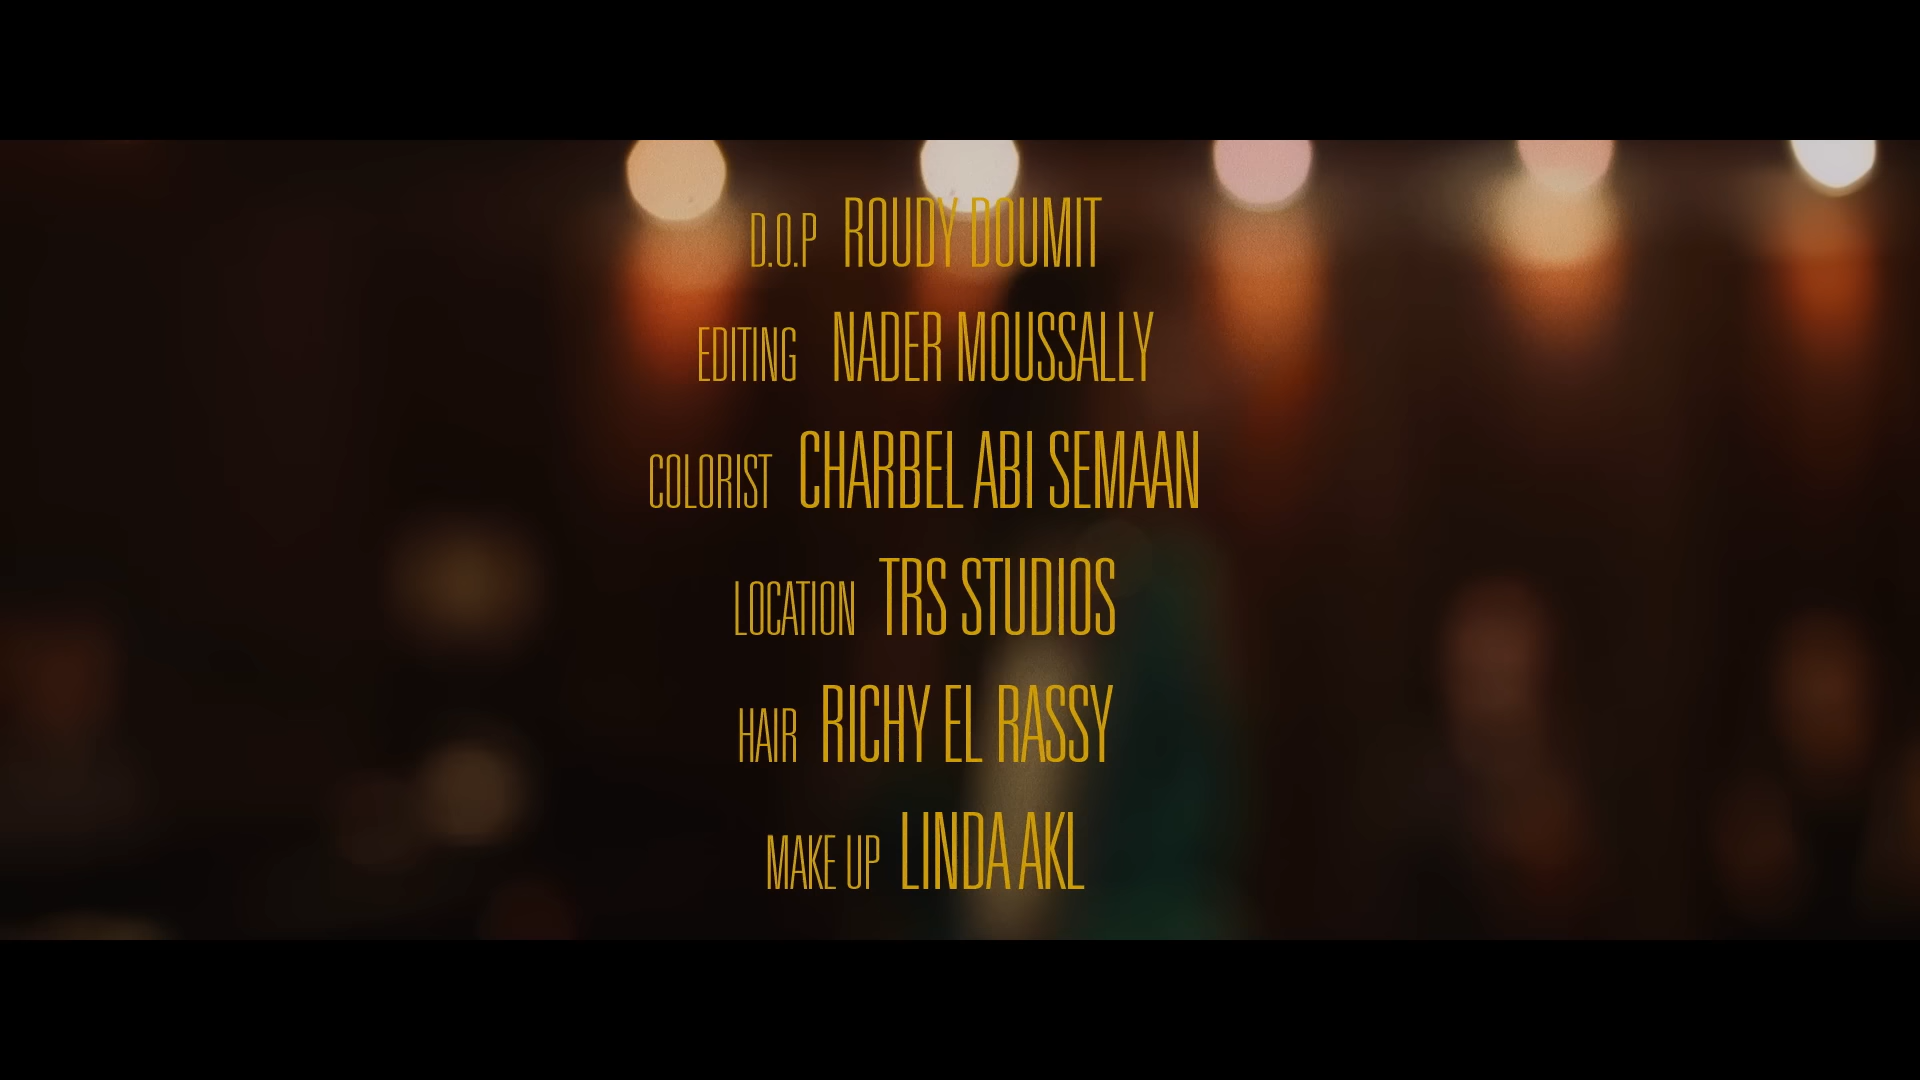 D.O.P ROUDY DOUMIT
EDITING NADER MOUSSALLY
COLORIST CHARBEL ABI SEMAAN
LOCATION TRS STUDIOS
HAIR RICHY EL RASSY
MAKE UP LINDA AKL